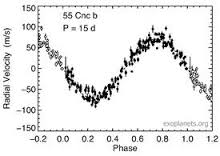 55 Cnc b
P = 15 d
Radial Velocity (m/s)
100
50
0
−50
−100
−150
−0.2 0.0 0.2 0.4 0.6 0.8 1.0 1.2
Phase
exoplanets.org